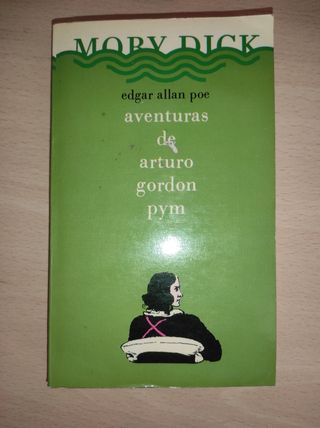 MOBY DICK
edgar allan poe
aventuras
de
arturo
gordon
pym